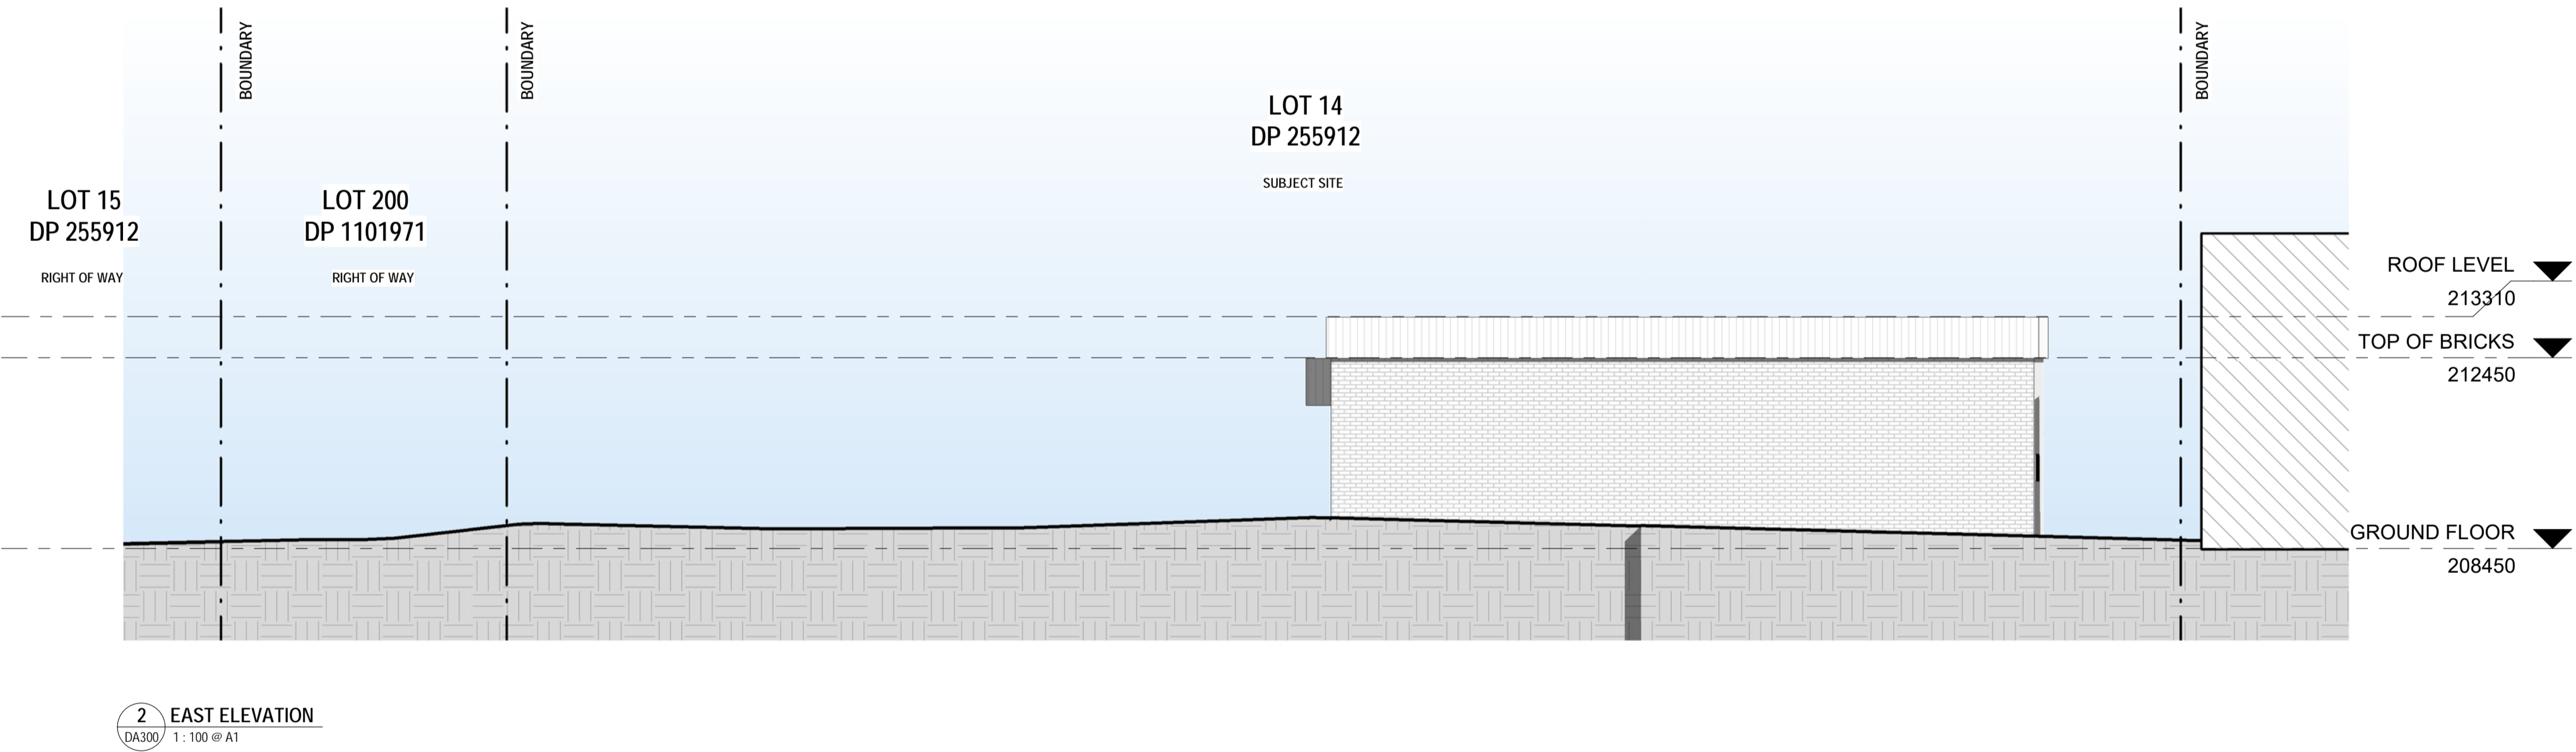 BOUNDARY
BOUNDARY
BOUNDARY
LOT 14
DP 255912
SUBJECT SITE
LOT 15
DP 255912
RIGHT OF WAY
LOT 200
DP 1101971
RIGHT OF WAY
ROOF LEVEL
213310
TOP OF BRICKS
212450
GROUND FLOOR
208450
2
DA300
EAST ELEVATION
1 : 100 @ A1